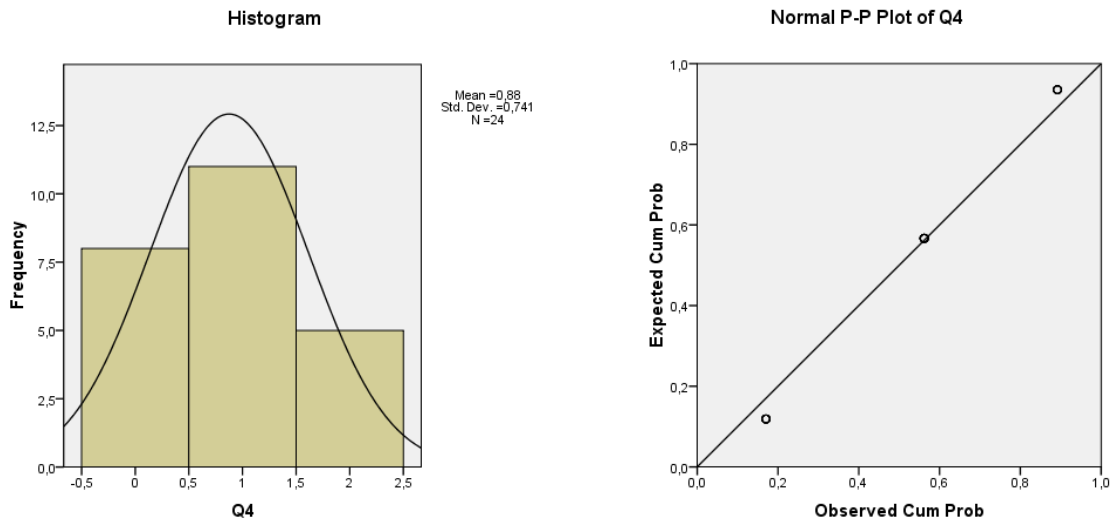 Histogram
Mean =0,88
Std. Dev. =0,741
N =24
12,5
10,0
7,5
5,0
2,5
0,0
Frequency
-0,5 0 0,5 1 1,5 2 2,5
Q4
Normal P-P Plot of Q4
1,0
0,8
0,6
0,4
0,2
0,0
Expected Cum Prob
0,0 0,2 0,4 0,6 0,8 1,0
Observed Cum Prob